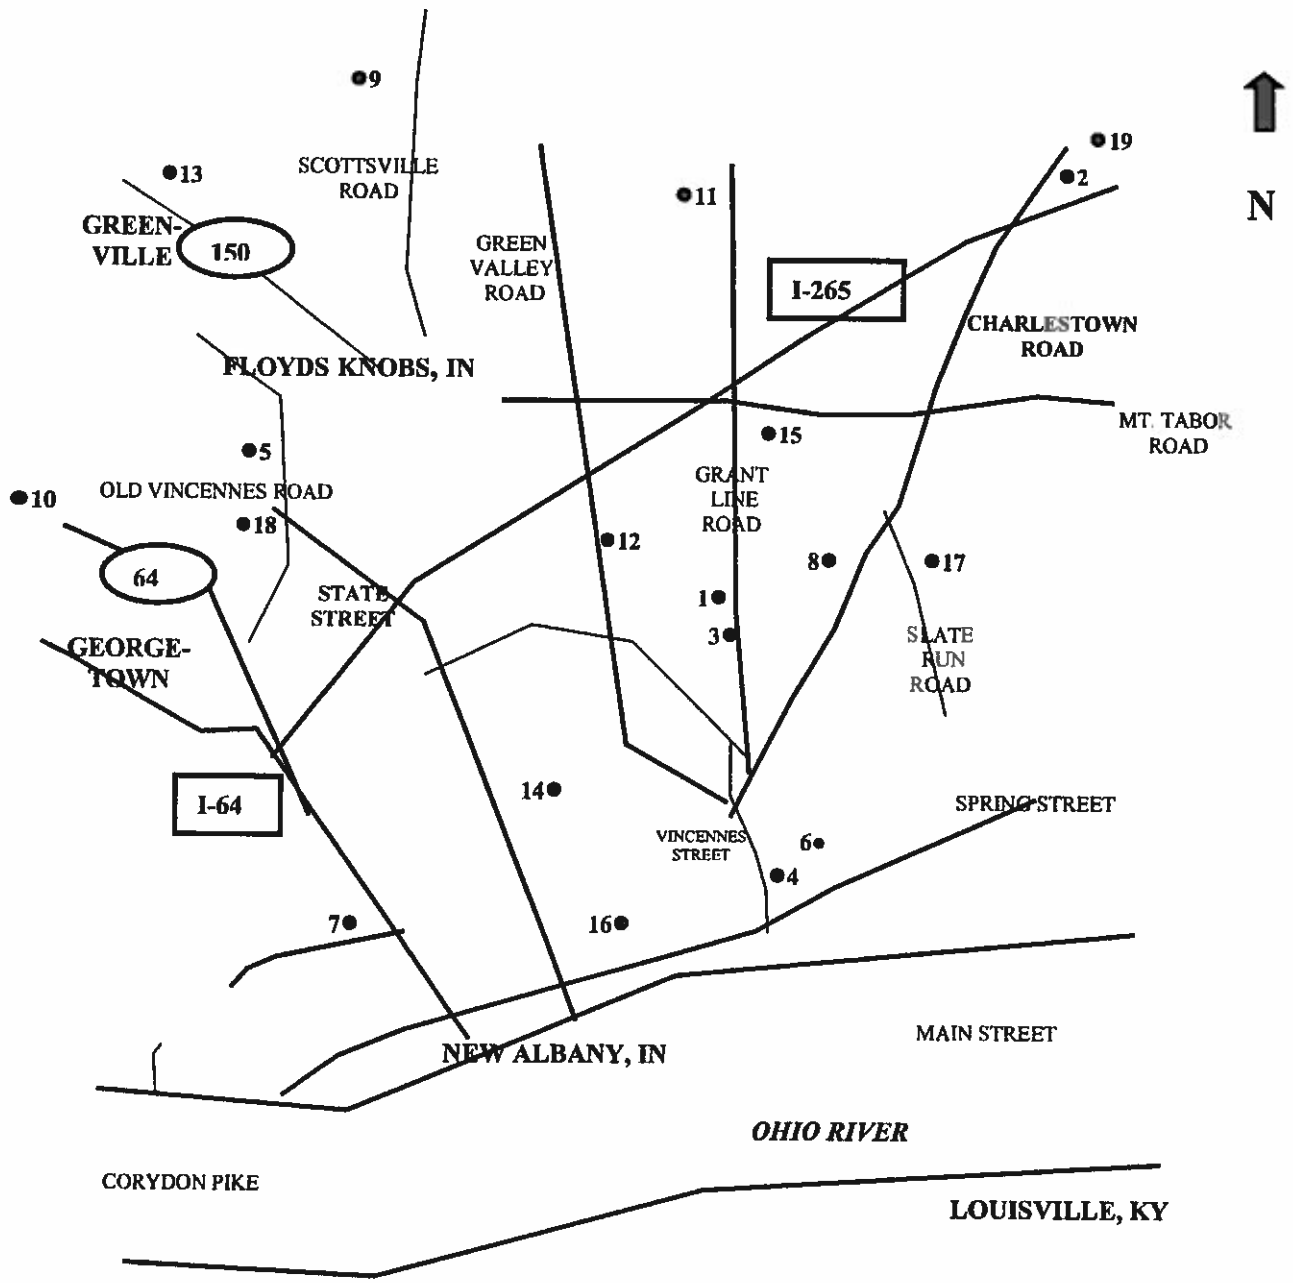 9
19
SCOTTSVILLE
ROAD
13
2
11
N
GREEN-
VILLE
150
GREEN
VALLEY
ROAD
I-265
CHARLESTOWN
ROAD
FLOYDS KNOBS, IN
MT. TABOR
ROAD
15
5
GRANT
LINE
ROAD
OLD VINCENNES ROAD
10
18
12
8
17
64
STATE
STREET
1
3
SLATE
RUN
ROAD
GEORGE-
TOWN
I-64
14
SPRING STREET
VINCENNES
STREET
6
4
7
16
MAIN STREET
NEW ALBANY, IN
OHIO RIVER
CORYDON PIKE
LOUISVILLE, KY